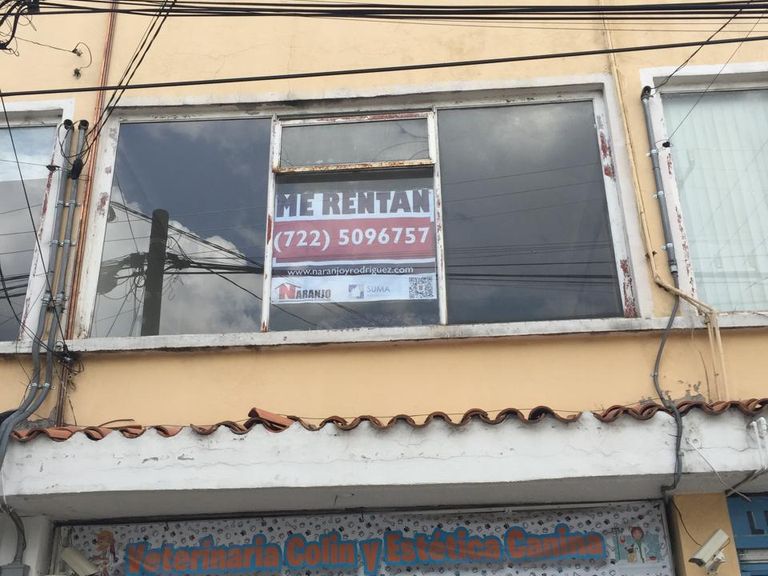 ME RENTAN
(722) 5096757
www.naranjoyrodriguez.com
NARANJO SUMA
Veterinaria Colin y Estética Canina